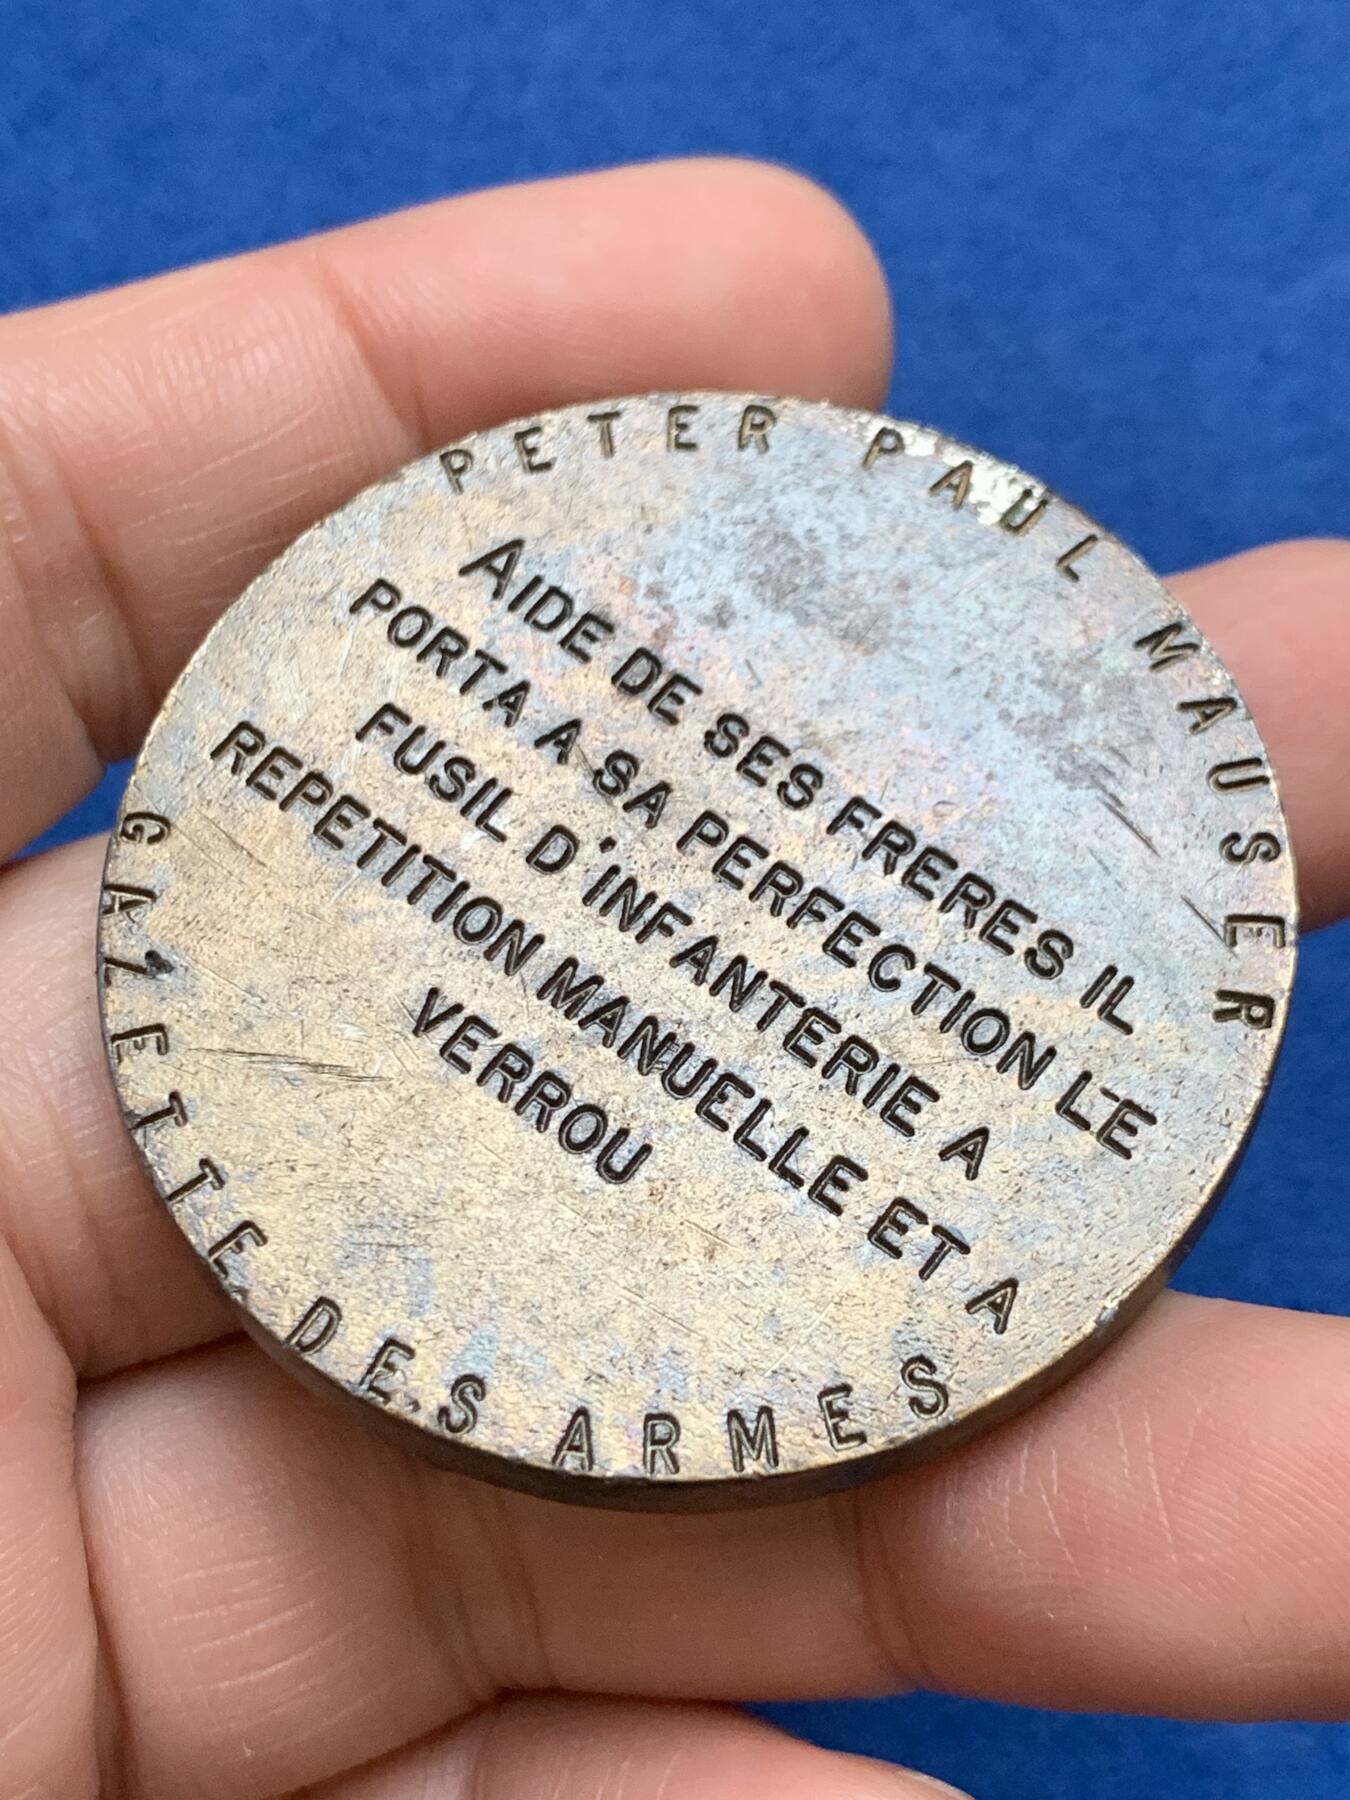 PETER PAUL MAUSER
AIDE DE SES FRERES IL
PORTA A SA PERFECTION LE
FUSIL D'INFANTERIE A
REPETITION MANUELLE ET A
VERROU
GAZETTE DES ARMES